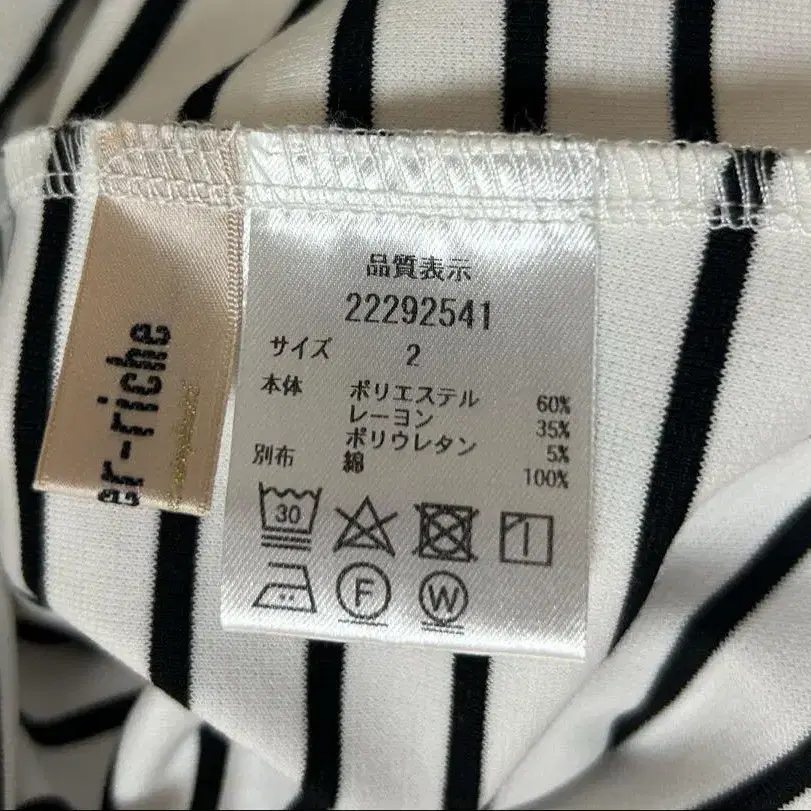 er-riche
品質表示
22292541
サイズ 2
本体 ポリエステル 60%
レーヨン 35%
ポリウレタン 5%
別布 綿 100%
30
F W